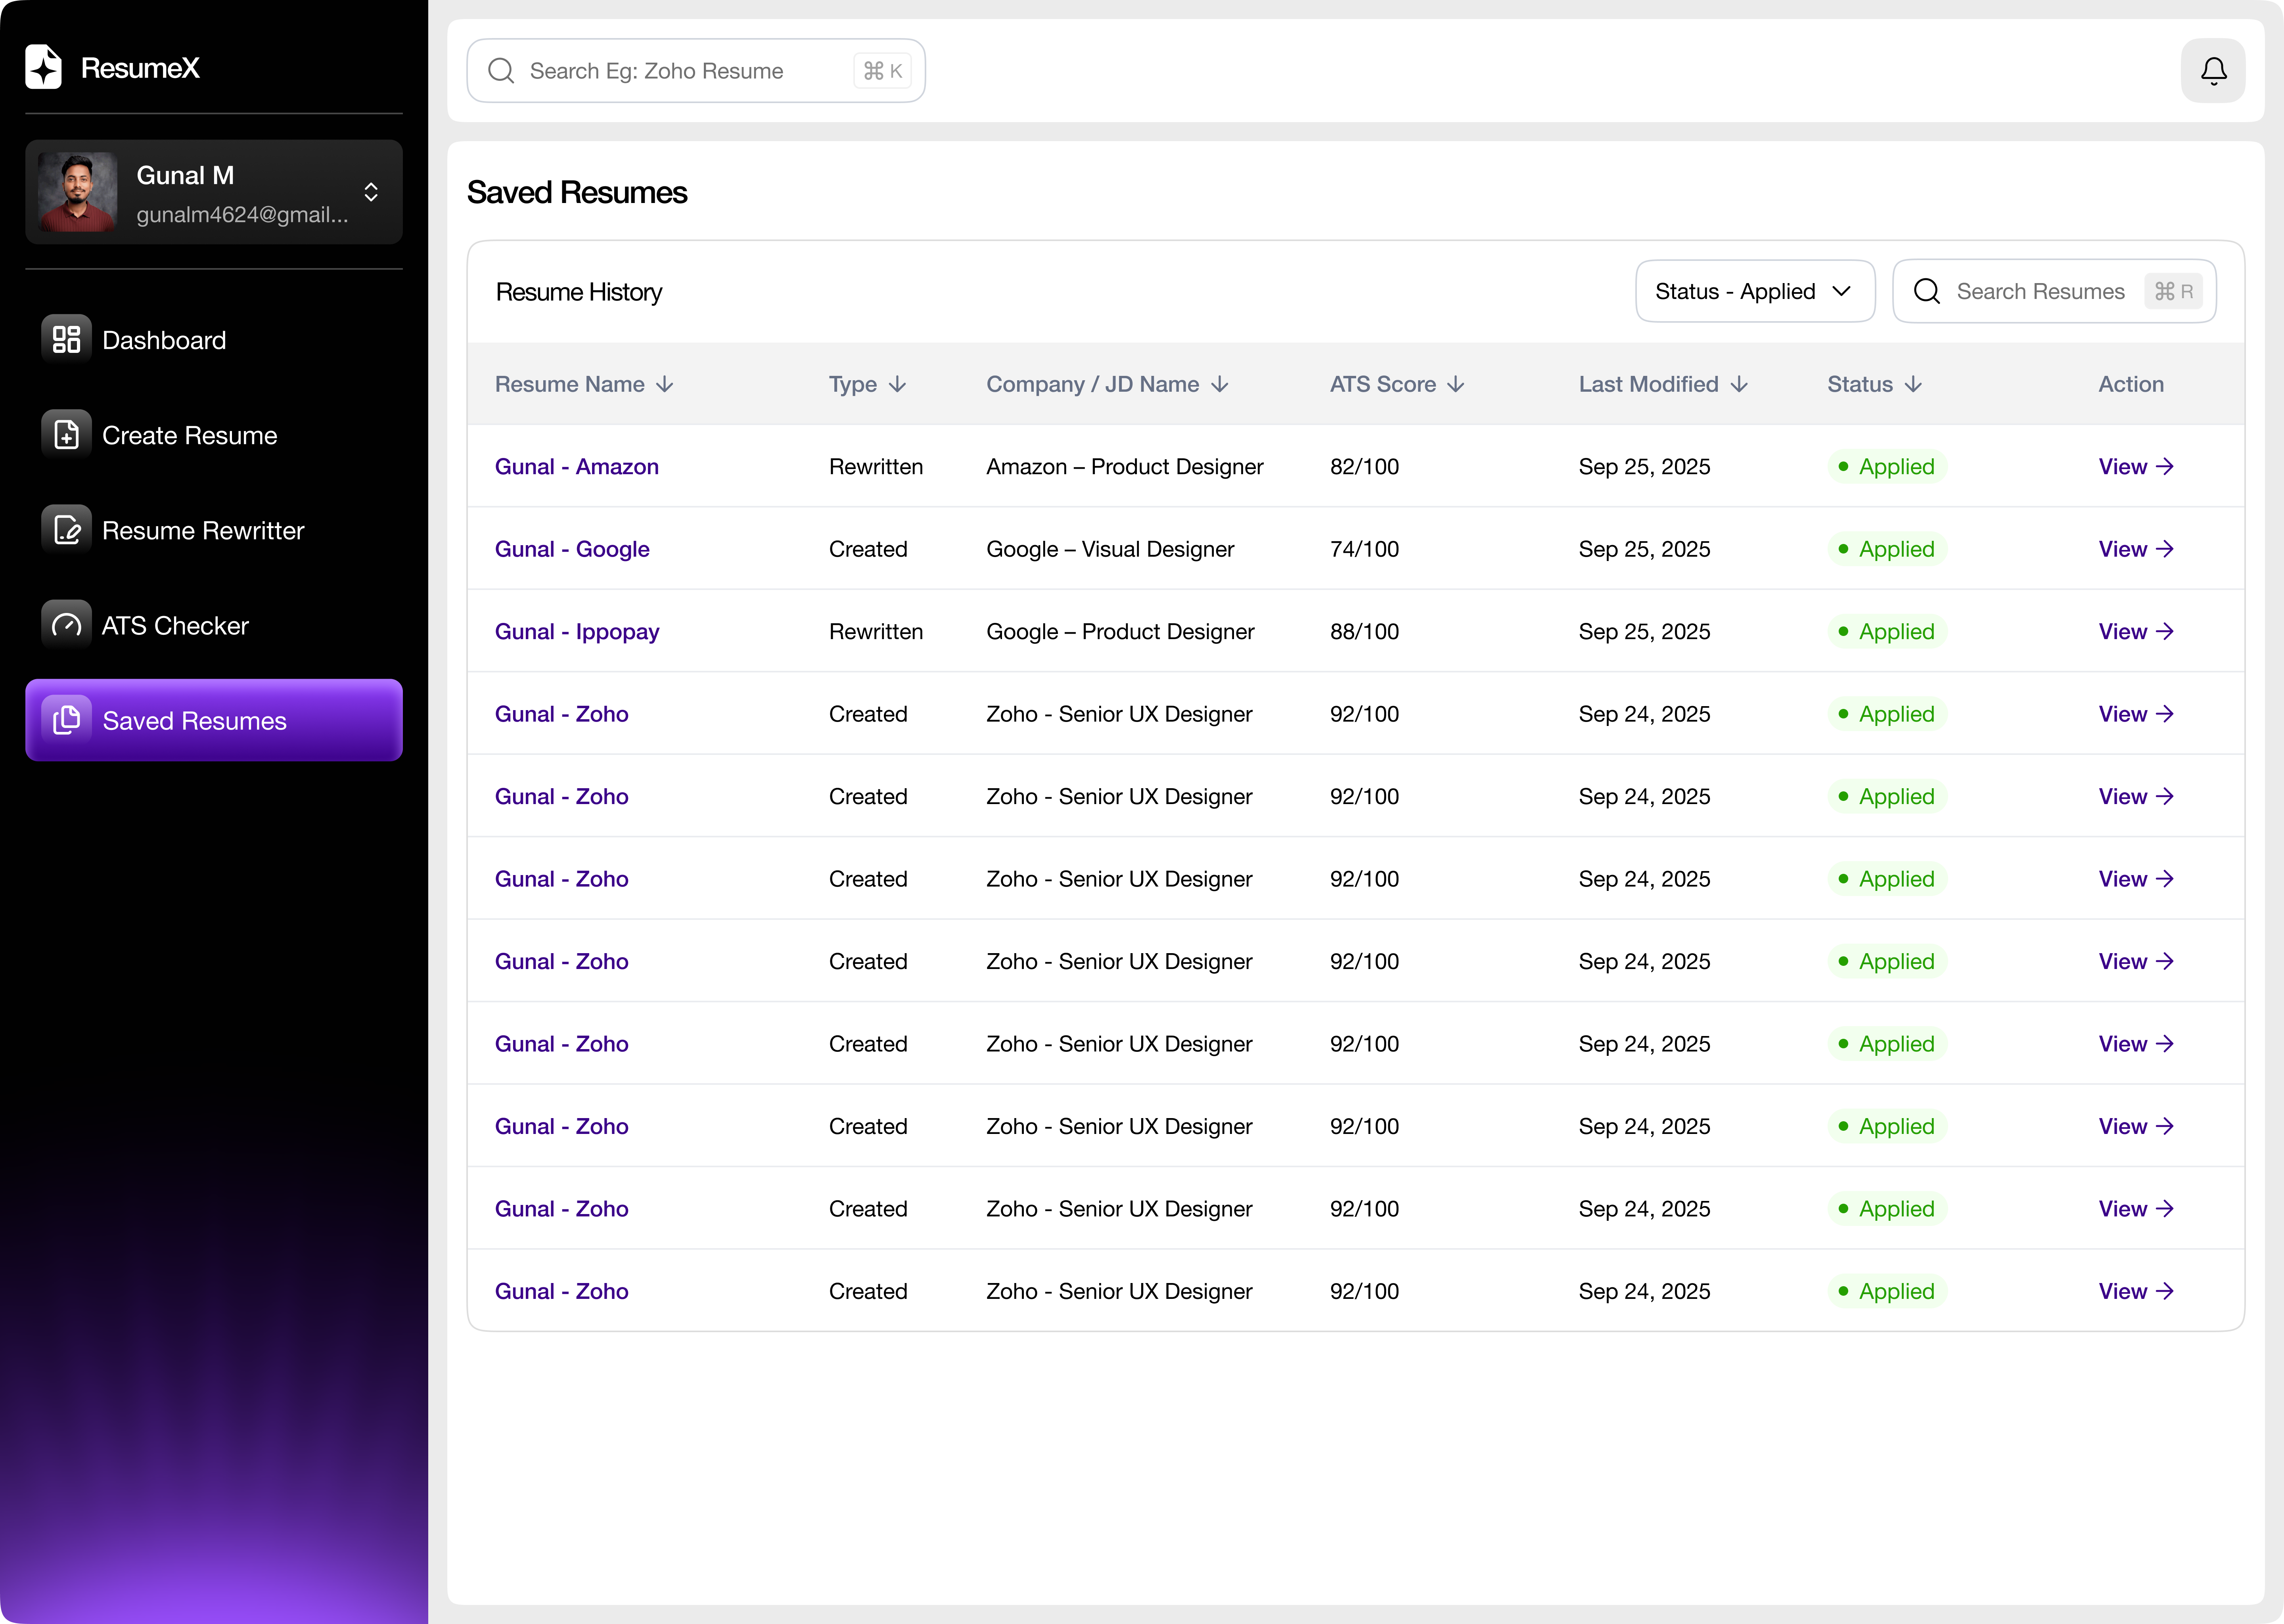 ResumeX
Gunal M
gunalm4624@gmail...
Dashboard
Create Resume
Resume Rewritter
ATS Checker
Saved Resumes
Search Eg: Zoho Resume ⌘ K
Saved Resumes
Resume History
Status - Applied
Search Resumes ⌘ R
Resume Name Type Company / JD Name ATS Score Last Modified Status Action
Gunal - Amazon Rewritten Amazon – Product Designer 82/100 Sep 25, 2025 Applied View
Gunal - Google Created Google – Visual Designer 74/100 Sep 25, 2025 Applied View
Gunal - Ippopay Rewritten Google – Product Designer 88/100 Sep 25, 2025 Applied View
Gunal - Zoho Created Zoho - Senior UX Designer 92/100 Sep 24, 2025 Applied View
Gunal - Zoho Created Zoho - Senior UX Designer 92/100 Sep 24, 2025 Applied View
Gunal - Zoho Created Zoho - Senior UX Designer 92/100 Sep 24, 2025 Applied View
Gunal - Zoho Created Zoho - Senior UX Designer 92/100 Sep 24, 2025 Applied View
Gunal - Zoho Created Zoho - Senior UX Designer 92/100 Sep 24, 2025 Applied View
Gunal - Zoho Created Zoho - Senior UX Designer 92/100 Sep 24, 2025 Applied View
Gunal - Zoho Created Zoho - Senior UX Designer 92/100 Sep 24, 2025 Applied View
Gunal - Zoho Created Zoho - Senior UX Designer 92/100 Sep 24, 2025 Applied View